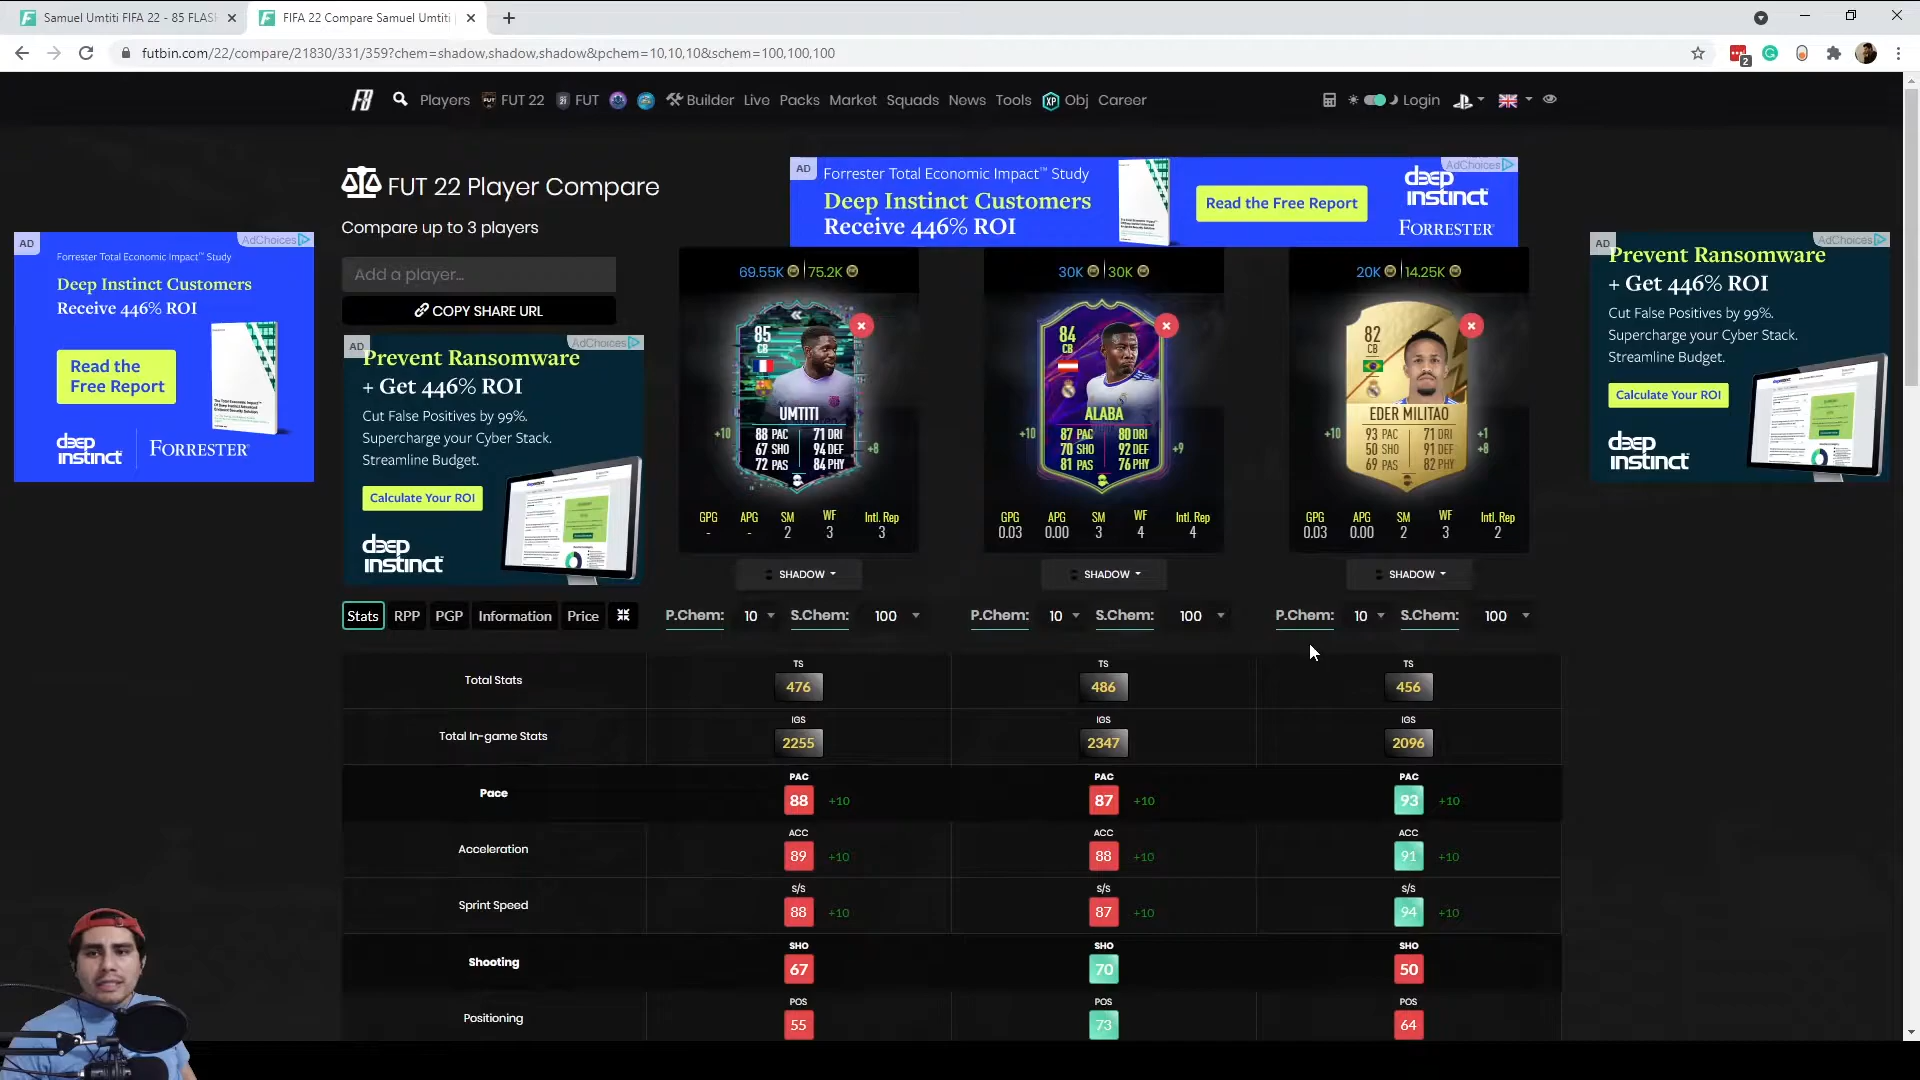 Samuel Umtiti FIFA 22 - 85 FLASH
FIFA 22 Compare Samuel Umtiti
futbin.com/22/compare/21830/331/359?chem=shadow,shadow,shadow&pchem=10,10,10&schem=100,100,100
2
Players FUT 22 FUT Builder Live Packs Market Squads News Tools XP Obj Career Login
FUT 22 Player Compare
Compare up to 3 players
Add a player...
COPY SHARE URL
AD
AdChoices
Forrester Total Economic Impact™ Study
Deep Instinct Customers
Receive 446% ROI
Read the Free Report
deep
instinct
FORRESTER
AD
AdChoices
Forrester Total Economic Impact™ Study
Deep Instinct Customers
Receive 446% ROI
Read the
Free Report
deep
instinct
FORRESTER
AD
AdChoices
Prevent Ransomware
+ Get 446% ROI
Cut False Positives by 99%.
Supercharge your Cyber Stack.
Streamline Budget.
Calculate Your ROI
deep
instinct
AD
AdChoices
Prevent Ransomware
+ Get 446% ROI
Cut False Positives by 99%.
Supercharge your Cyber Stack.
Streamline Budget.
Calculate Your ROI
deep
instinct
69.55K 75.2K
85
CB
UMTITI
88 PAC 71 DRI
67 SHO 94 DEF
72 PAS 84 PHY
+10
+8
GPG APG SM WF Intl. Rep
- - 2 3 3
SHADOW
30K 30K
84
CB
ALABA
87 PAC 80 DRI
70 SHO 92 DEF
81 PAS 76 PHY
+10
+9
GPG APG SM WF Intl. Rep
0.03 0.00 3 4 4
SHADOW
20K 14.25K
82
CB
EDER MILITAO
93 PAC 71 DRI
50 SHO 91 DEF
69 PAS 82 PHY
+10
+1
+8
GPG APG SM WF Intl. Rep
0.03 0.00 2 3 2
SHADOW
Stats RPP PGP Information Price
P.Chem: 10 S.Chem: 100
P.Chem: 10 S.Chem: 100
P.Chem: 10 S.Chem: 100
TS TS TS
Total Stats 476 486 456
IGS IGS IGS
Total In-game Stats 2255 2347 2096
PAC PAC PAC
Pace 88 +10 87 +10 93 +10
ACC ACC ACC
Acceleration 89 +10 88 +10 91 +10
S/S S/S S/S
Sprint Speed 88 +10 87 +10 94 +10
SHO SHO SHO
Shooting 67 70 50
POS POS POS
Positioning 55 73 64